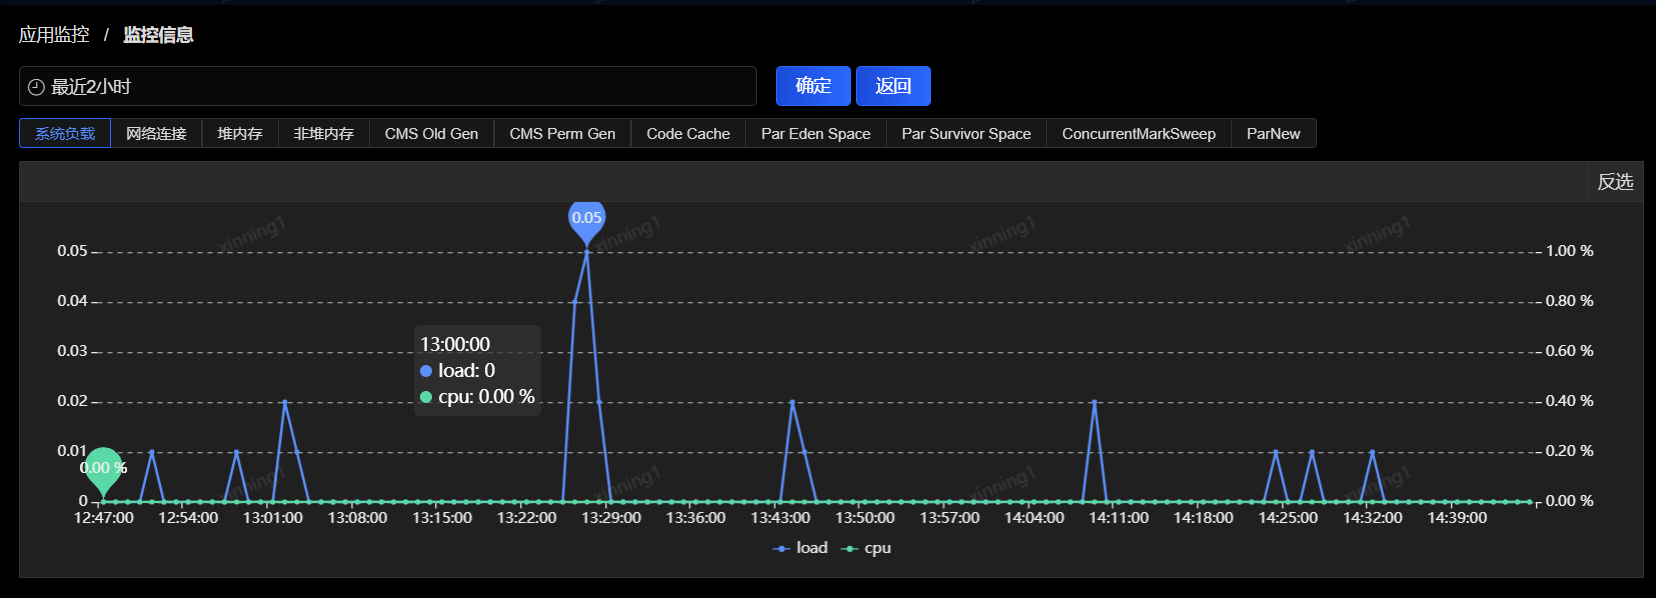 应用监控 / 监控信息
最近2小时 确定 返回
系统负载 网络连接 堆内存 非堆内存 CMS Old Gen CMS Perm Gen Code Cache Par Eden Space Par Survivor Space ConcurrentMarkSweep ParNew
反选
xinning1 xinning1 xinning1 xinning1
0.05
0.05 1.00 %
0.04 0.80 %
13:00:00
0.03 0.60 %
load: 0
cpu: 0.00 %
0.02 0.40 %
0.01 0.20 %
0.00 %
xinning1 xinning1 xinning1 xinning1
0 0.00 %
12:47:00 12:54:00 13:01:00 13:08:00 13:15:00 13:22:00 13:29:00 13:36:00 13:43:00 13:50:00 13:57:00 14:04:00 14:11:00 14:18:00 14:25:00 14:32:00 14:39:00
load cpu